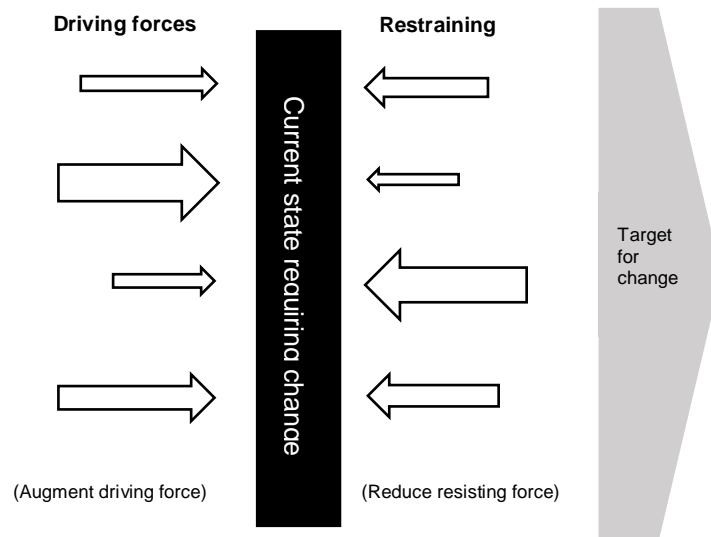 Driving forces
Restraining
Current state requiring change
Target
for
change
(Augment driving force)
(Reduce resisting force)